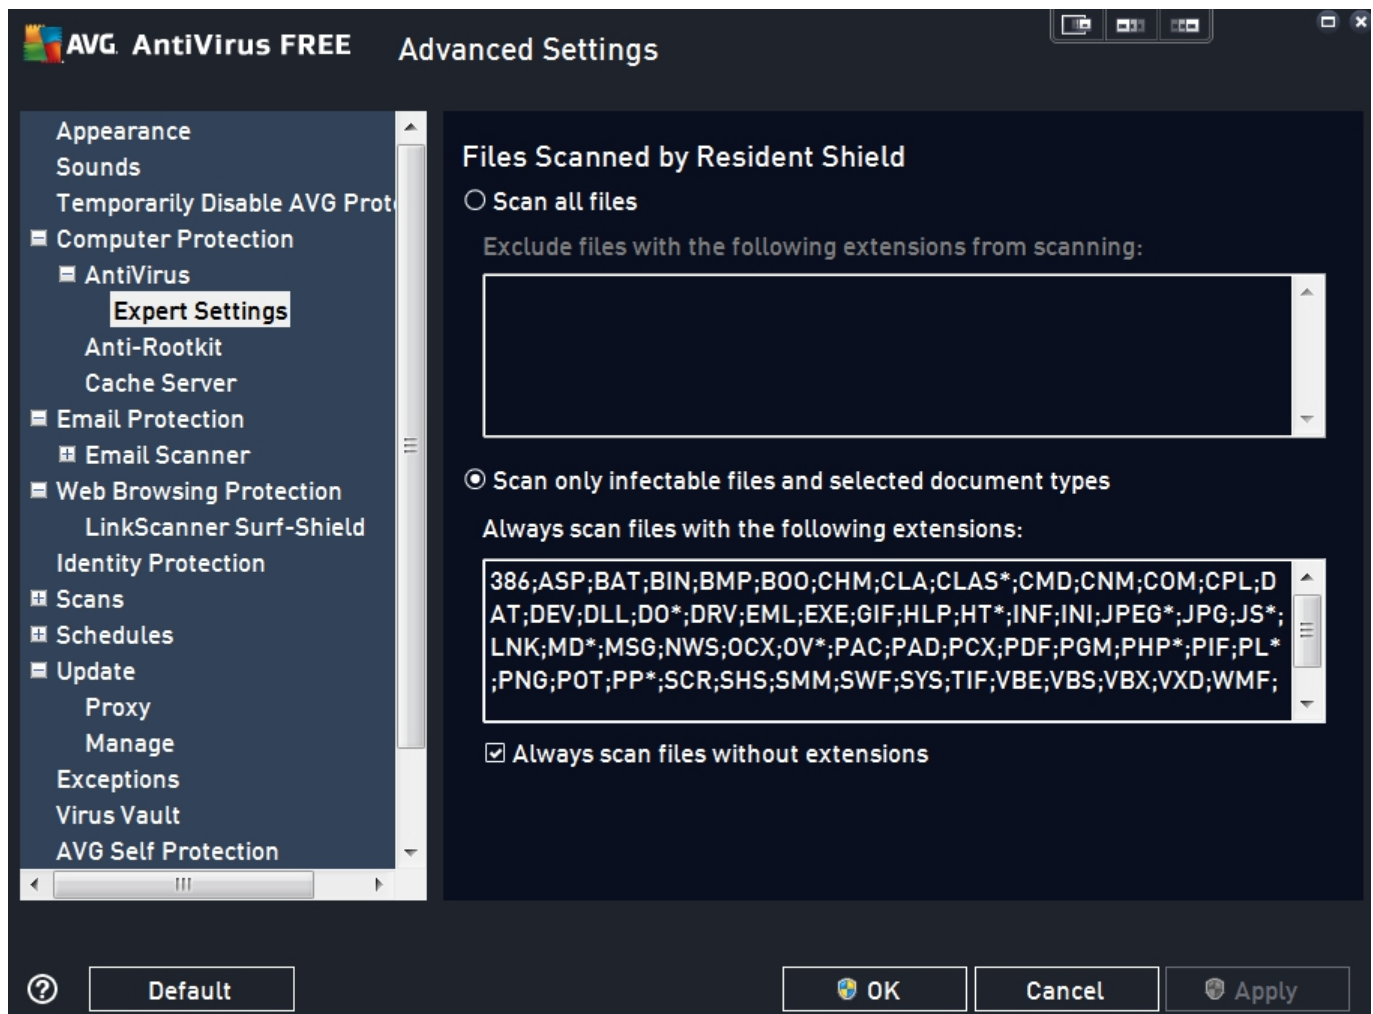 AVG AntiVirus FREE Advanced Settings
Appearance
Sounds
Temporarily Disable AVG Prot
Computer Protection
AntiVirus
Expert Settings
Anti-Rootkit
Cache Server
Email Protection
Email Scanner
Web Browsing Protection
LinkScanner Surf-Shield
Identity Protection
Scans
Schedules
Update
Proxy
Manage
Exceptions
Virus Vault
AVG Self Protection
Files Scanned by Resident Shield
Scan all files
Exclude files with the following extensions from scanning:
Scan only infectable files and selected document types
Always scan files with the following extensions:
386;ASP;BAT;BIN;BMP;BOO;CHM;CLA;CLAS*;CMD;CNM;COM;CPL;D
AT;DEV;DLL;DO*;DRV;EML;EXE;GIF;HLP;HT*;INF;INI;JPEG*;JPG;JS*;
LNK;MD*;MSG;NWS;OCX;OV*;PAC;PAD;PCX;PDF;PGM;PHP*;PIF;PL*
;PNG;POT;PP*;SCR;SHS;SMM;SWF;SYS;TIF;VBE;VBS;VBX;VXD;WMF;
Always scan files without extensions
? Default OK Cancel Apply